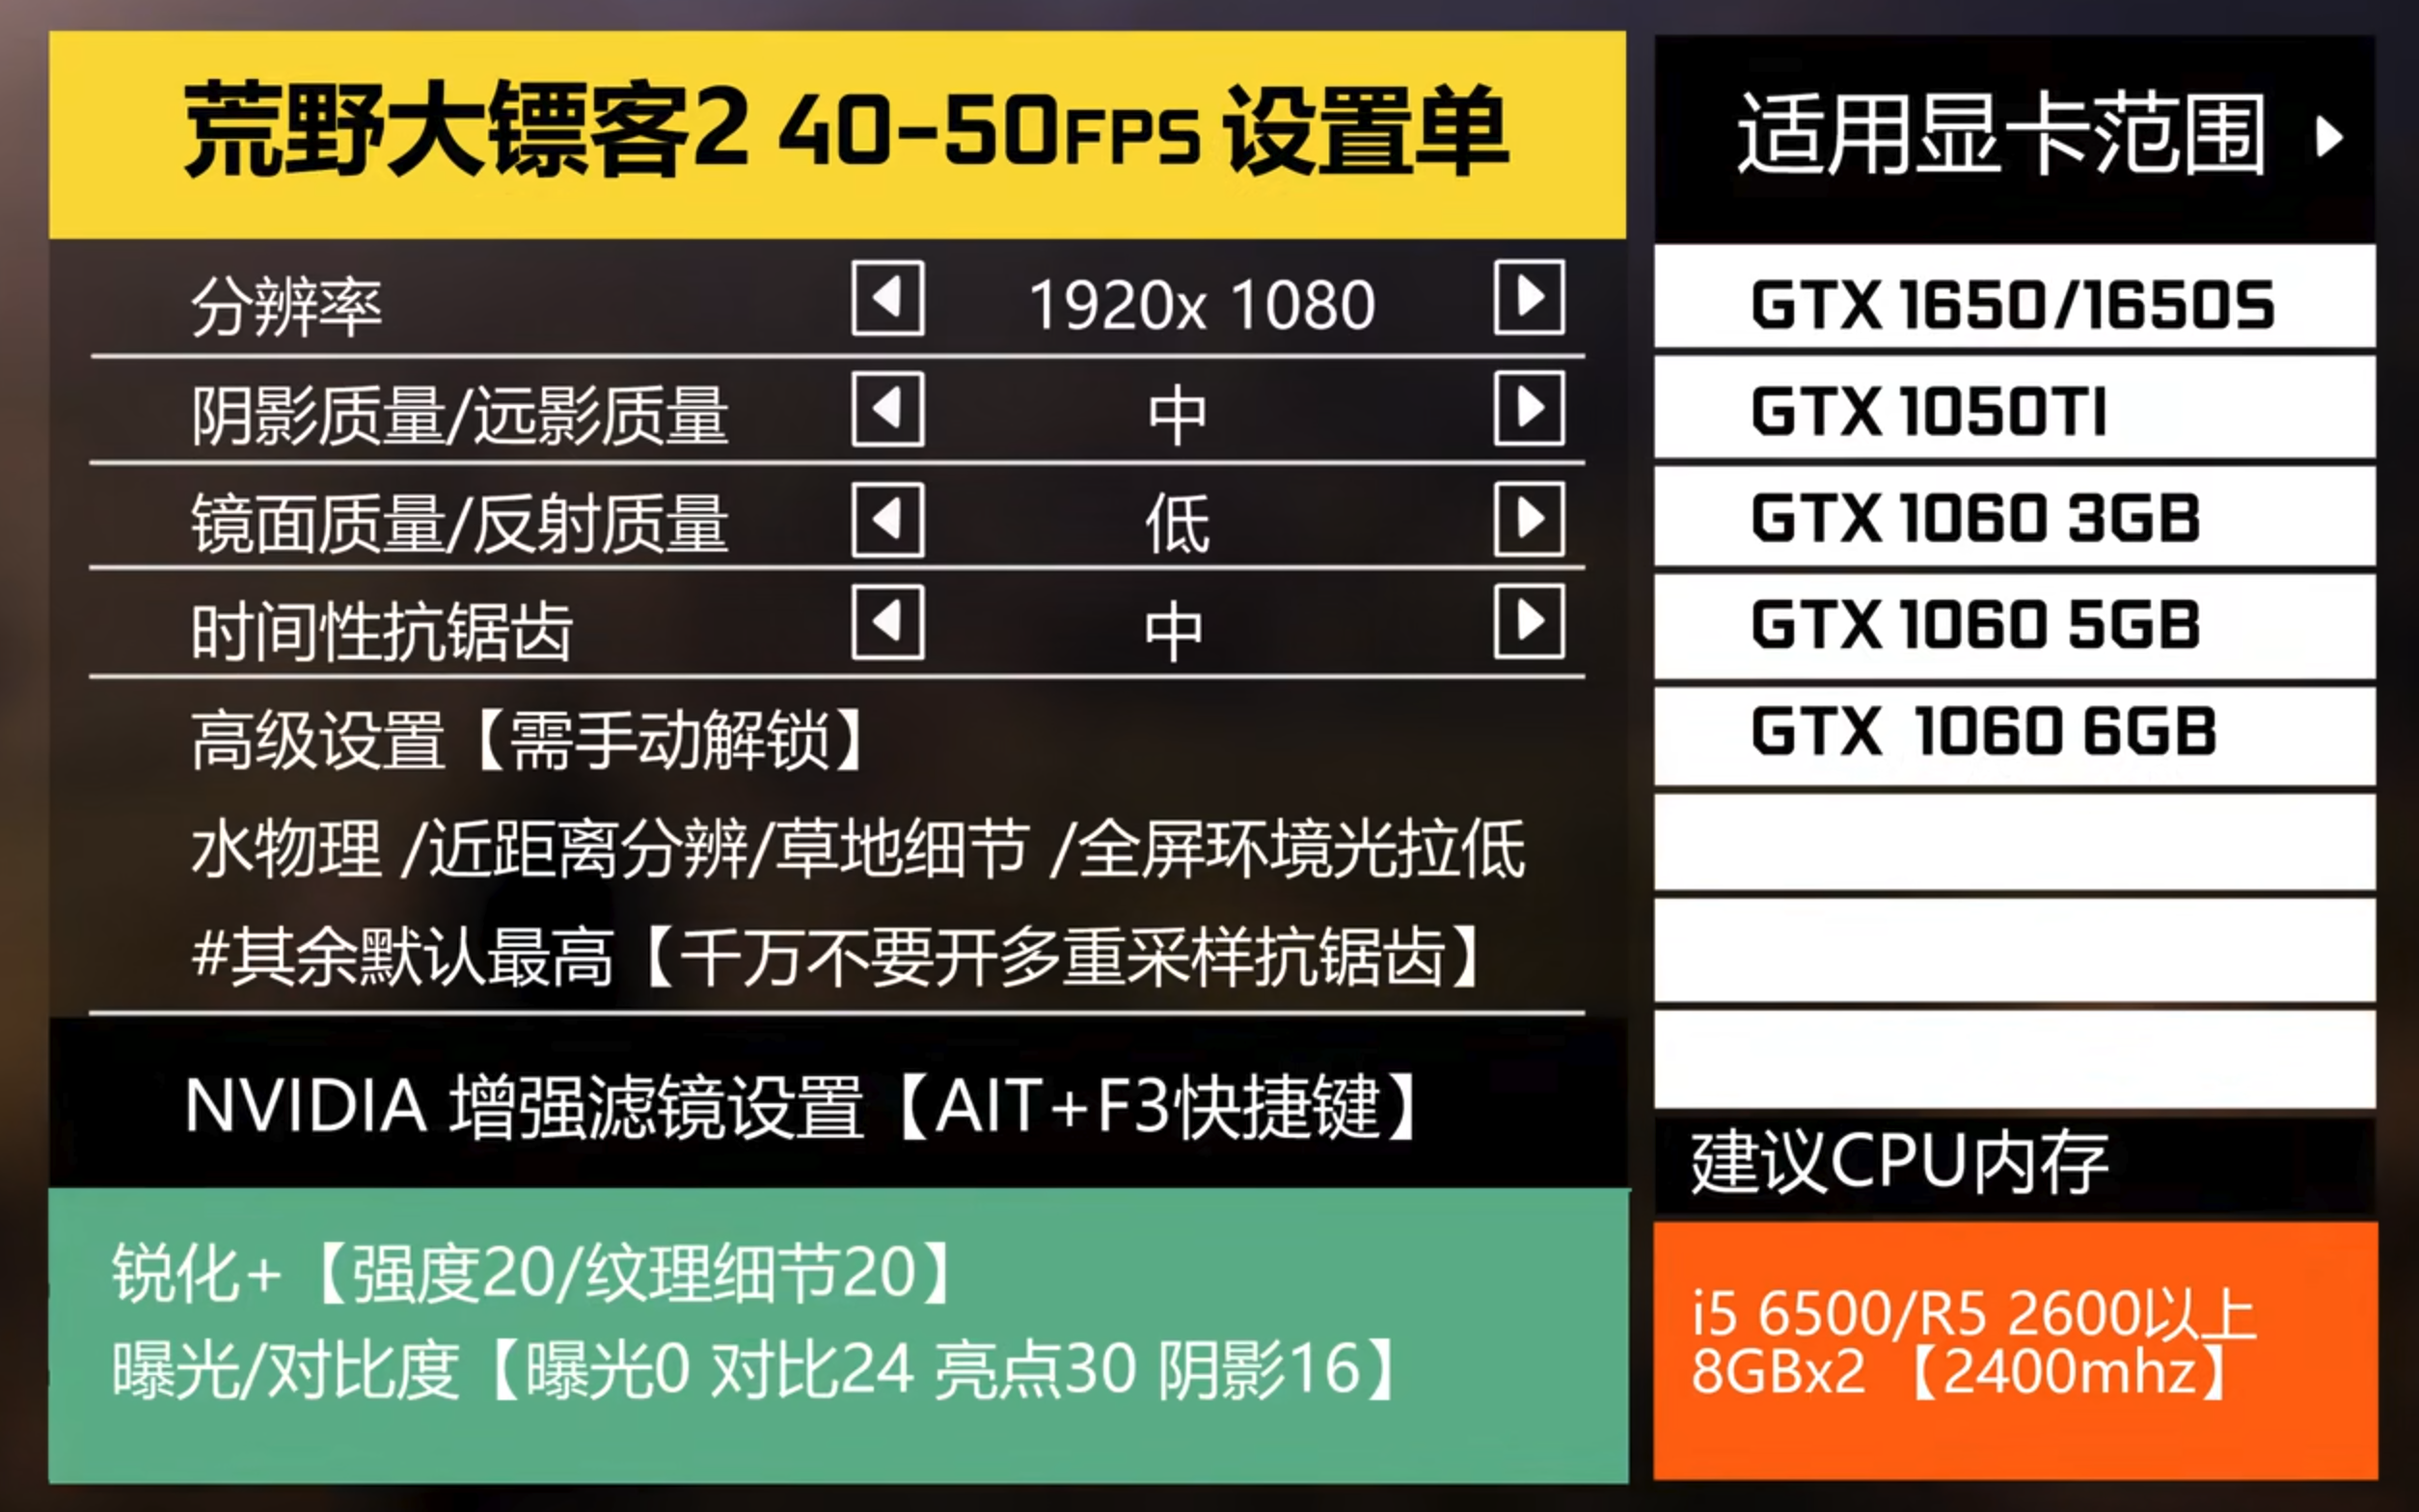 荒野大镖客2 40-50FPS 设置单
分辨率 1920x 1080
阴影质量/远影质量 中
镜面质量/反射质量 低
时间性抗锯齿 中
高级设置【需手动解锁】
水物理 /近距离分辨/草地细节 /全屏环境光拉低
#其余默认最高【千万不要开多重采样抗锯齿】
NVIDIA 增强滤镜设置【AIT+F3快捷键】
锐化+【强度20/纹理细节20】
曝光/对比度【曝光0 对比24 亮点30 阴影16】
适用显卡范围
GTX 1650/1650S
GTX 1050TI
GTX 1060 3GB
GTX 1060 5GB
GTX 1060 6GB
建议CPU内存
i5 6500/R5 2600以上
8GBx2 【2400mhz】